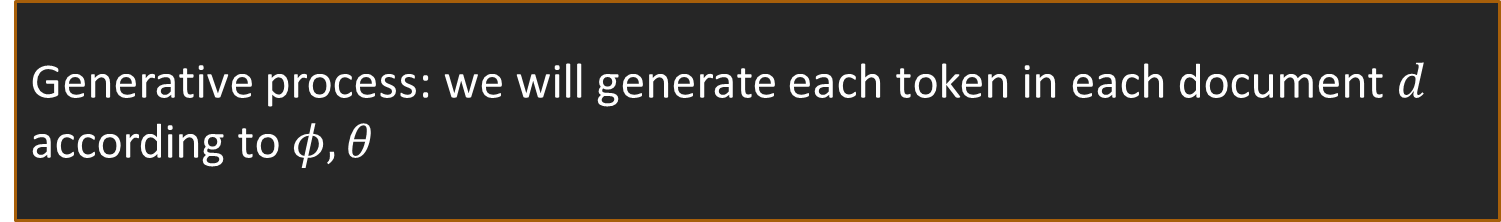 Generative process: we will generate each token in each document 𝑑
according to 𝜙, 𝜃